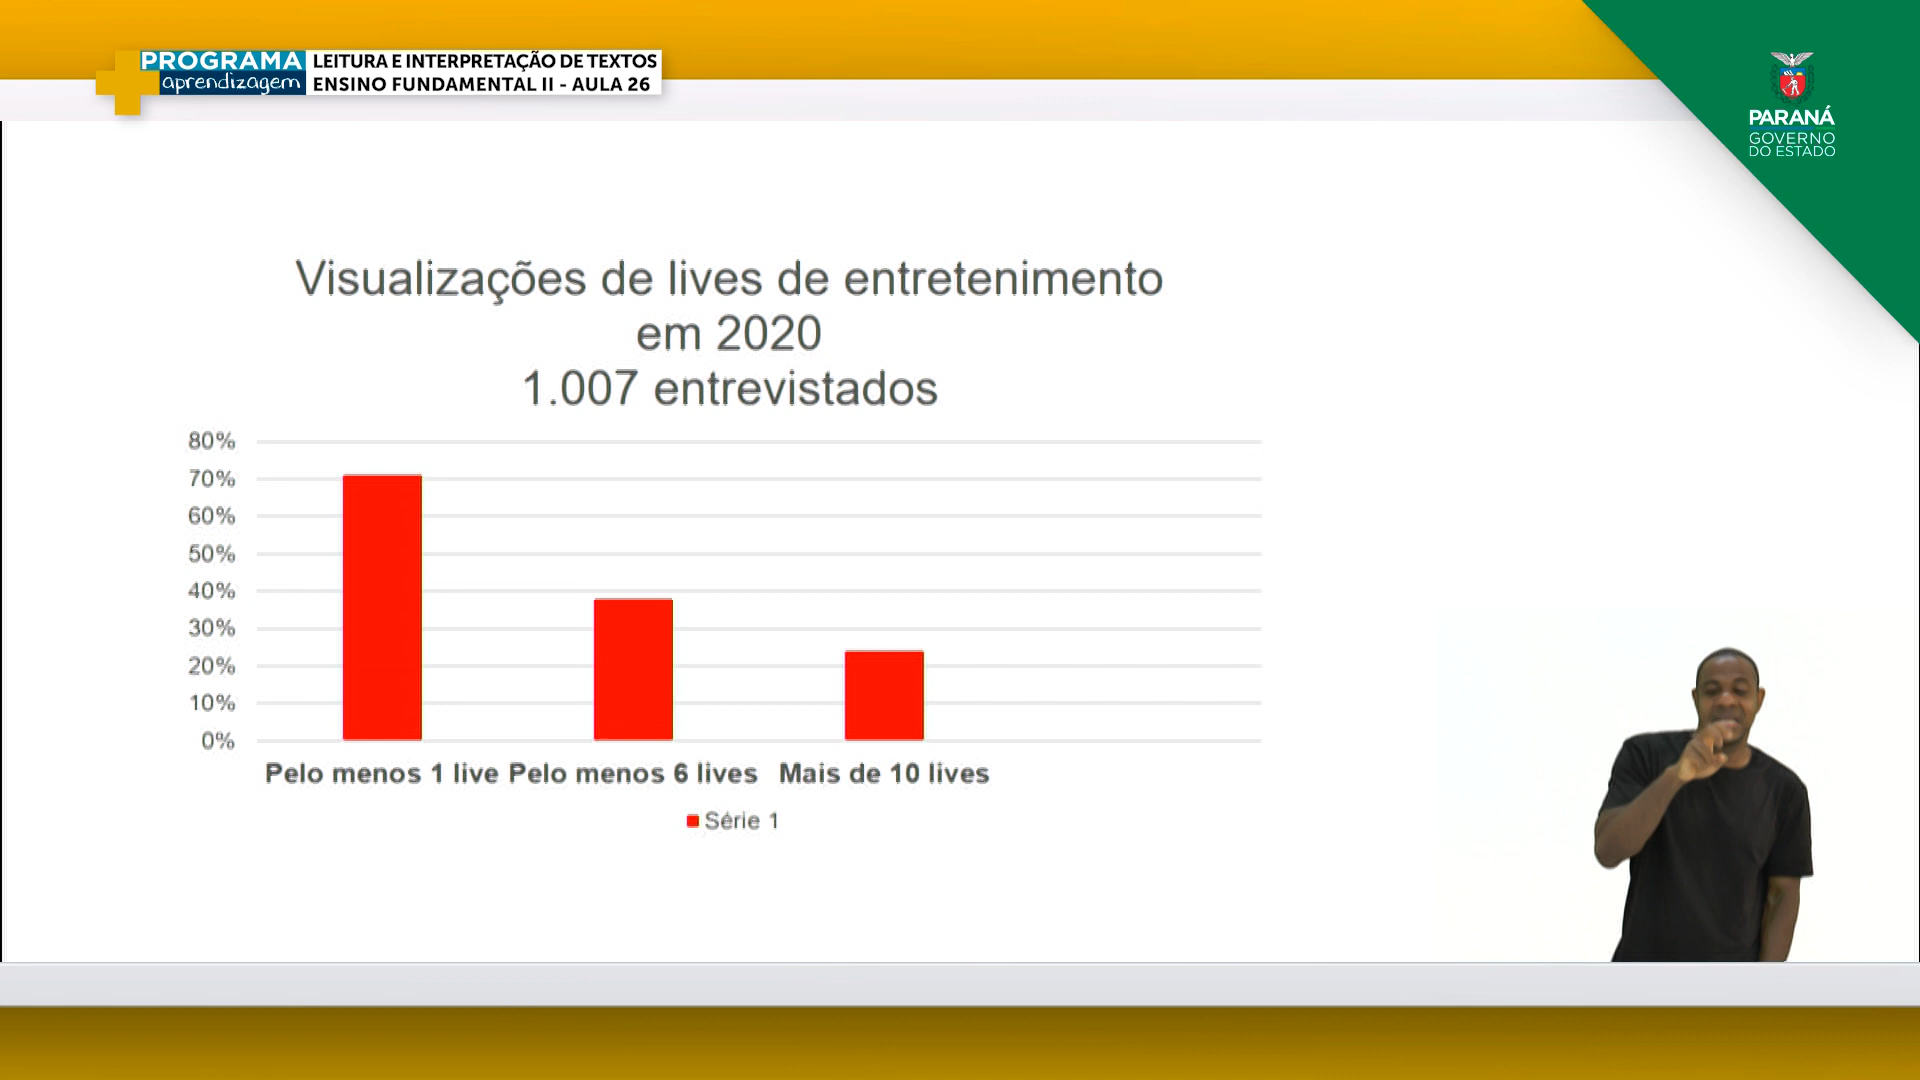 PROGRAMA
aprendizagem
LEITURA E INTERPRETAÇÃO DE TEXTOS
ENSINO FUNDAMENTAL II - AULA 26
PARANÁ
GOVERNO
DO ESTADO
Visualizações de lives de entretenimento
em 2020
1.007 entrevistados
80%
70%
60%
50%
40%
30%
20%
10%
0%
Pelo menos 1 live Pelo menos 6 lives Mais de 10 lives
Série 1